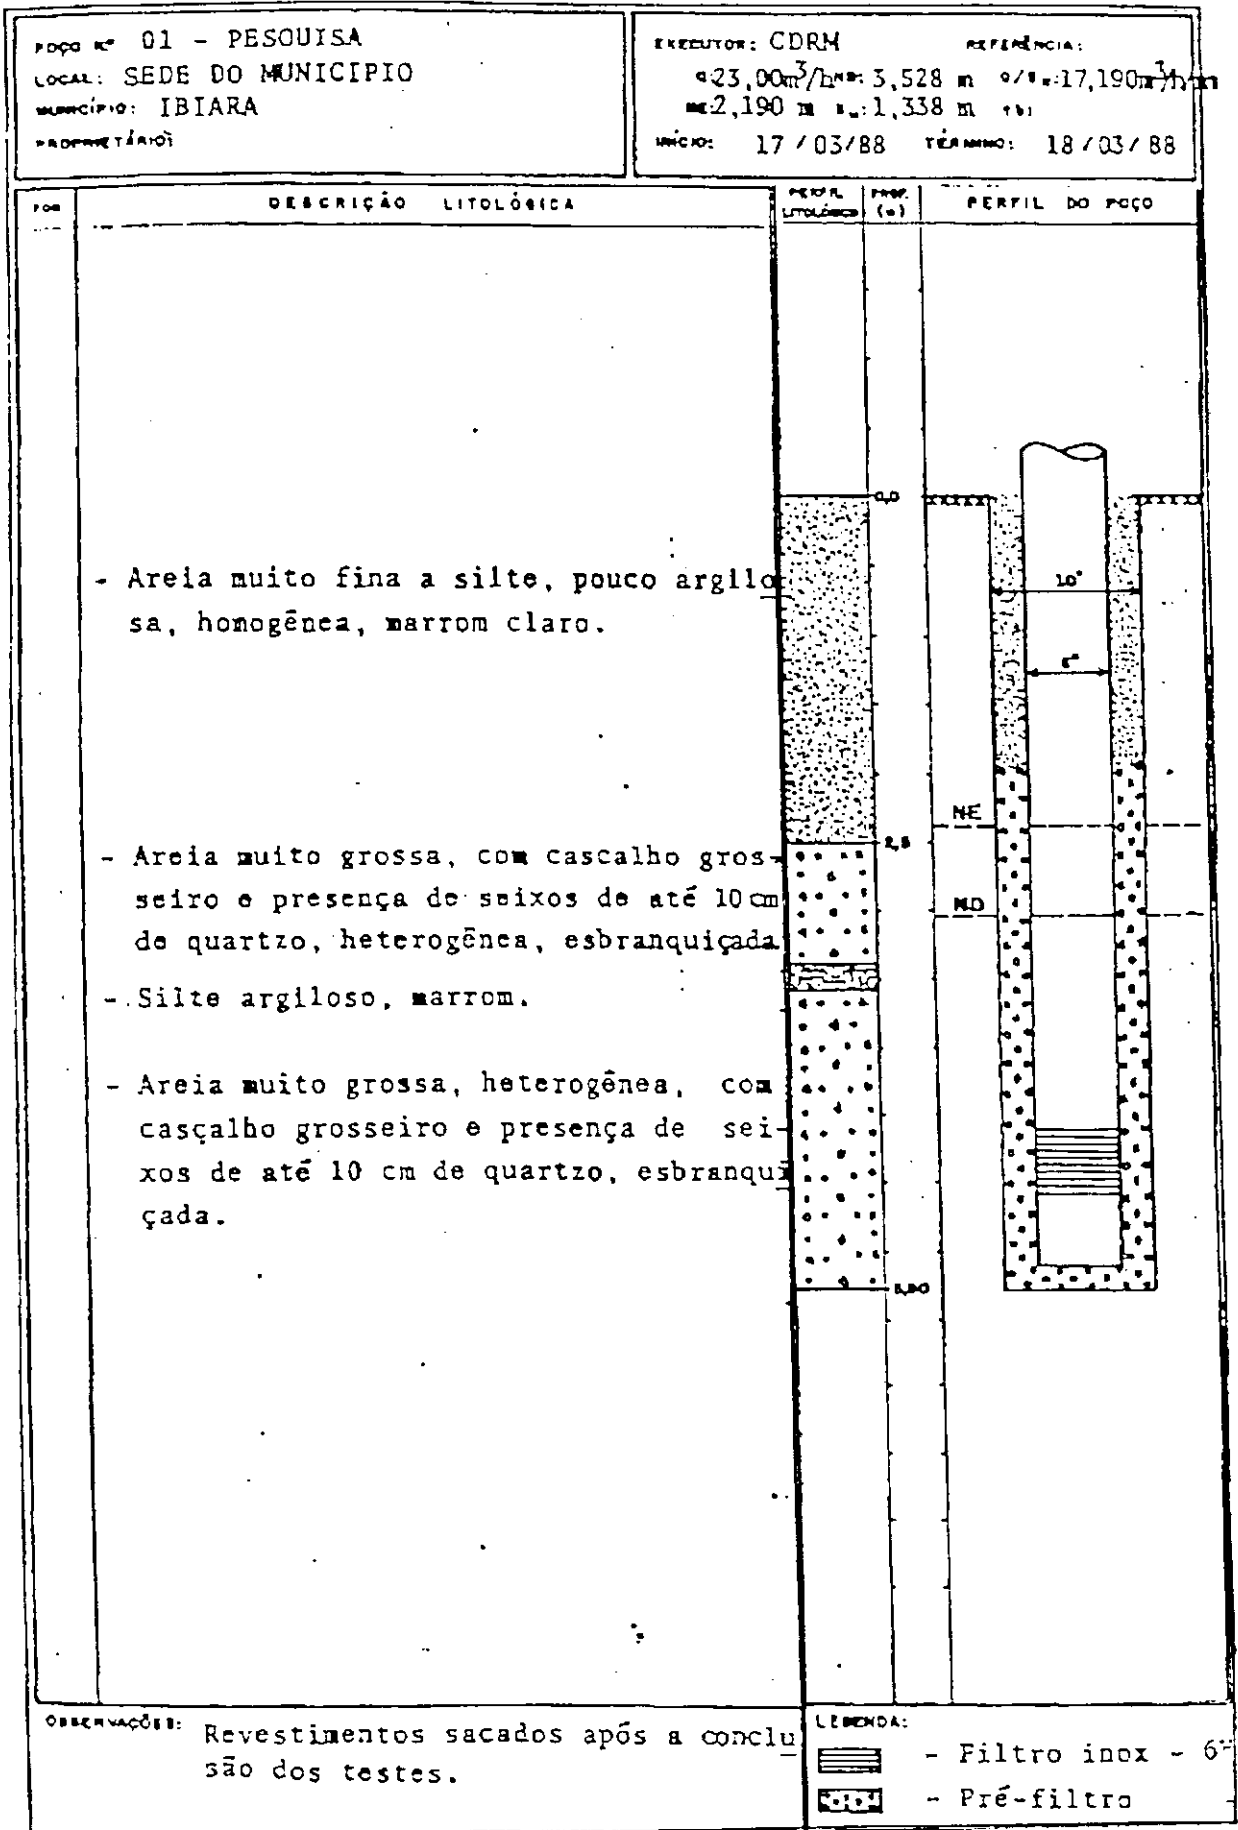 POÇO Nº 01 - PESQUISA
LOCAL: SEDE DO MUNICIPIO
MUNICÍPIO: IBIARA
PROPRIETÁRIO:
EXECUTOR: CDRM REFERÊNCIA:
Q:23,00m³/h ND: 3,528 m Q/s w:17,190m³/h/m
NE:2,190 m s w:1,338 m
INÍCIO: 17/03/88 TÉRMINO: 18/03/88
DESCRIÇÃO LITOLÓGICA
PERFIL LITOLÓGICO
PROF. (m)
PERFIL DO POÇO
0,0
10"
- Areia muito fina a silte, pouco argilo
sa, homogênea, marrom claro.
NE
2,5
- Areia muito grossa, com cascalho gros-
seiro e presença de seixos de até 10 cm
de quartzo, heterogênea, esbranquiçada
ND
- Silte argiloso, marrom.
- Areia muito grossa, heterogênea, com
casçalho grosseiro e presença de sei-
xos de até 10 cm de quartzo, esbranqui
çada.
OBSERVAÇÕES: Revestimentos sacados após a conclu
são dos testes.
LEGENDA:
- Filtro inox - 6"
- Pré-filtro